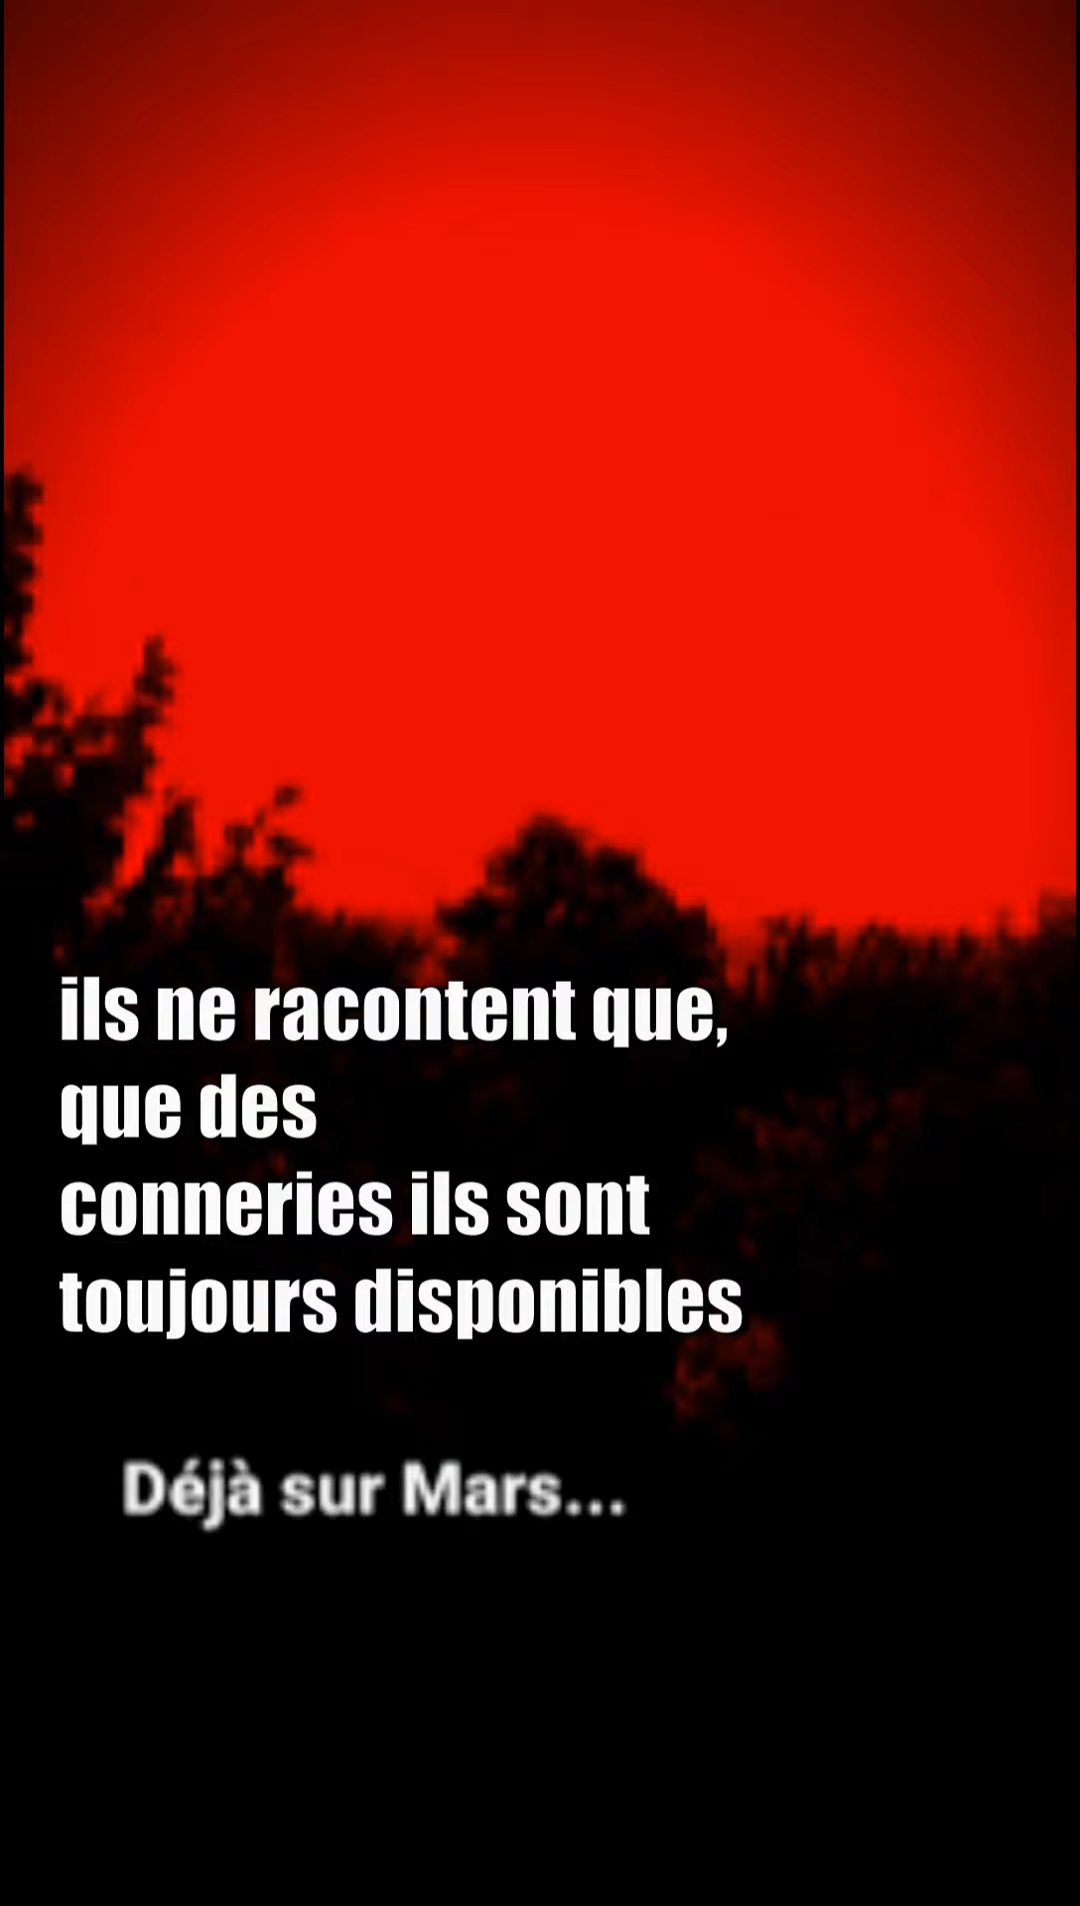 ils ne racontent que,
que des
conneries ils sont
toujours disponibles
Déjà sur Mars...